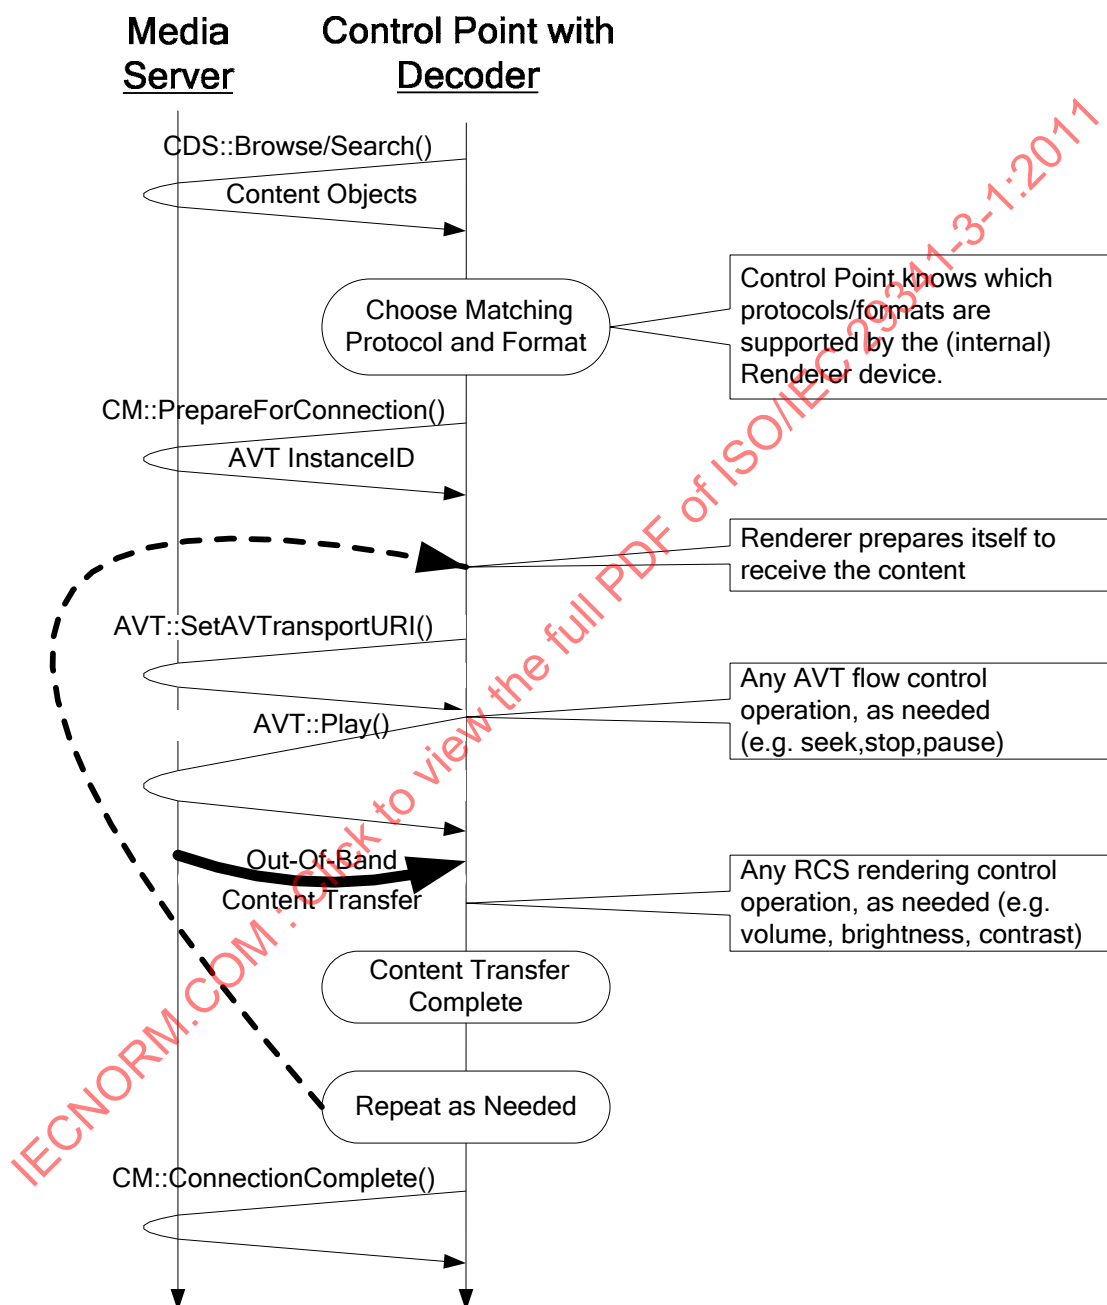 Media
Server
Control Point with
Decoder
CDS::Browse/Search()
Content Objects
Choose Matching
Protocol and Format
Control Point knows which
protocols/formats are
supported by the (internal)
Renderer device.
CM::PrepareForConnection()
AVT InstanceID
Renderer prepares itself to
receive the content
AVT::SetAVTransportURI()
AVT::Play()
Any AVT flow control
operation, as needed
(e.g. seek,stop,pause)
Out-Of-Band
Content Transfer
Any RCS rendering control
operation, as needed (e.g.
volume, brightness, contrast)
Content Transfer
Complete
Repeat as Needed
CM::ConnectionComplete()
IECNORM.COM : Click to view the full PDF of ISO/IEC 29341-3-1:2011